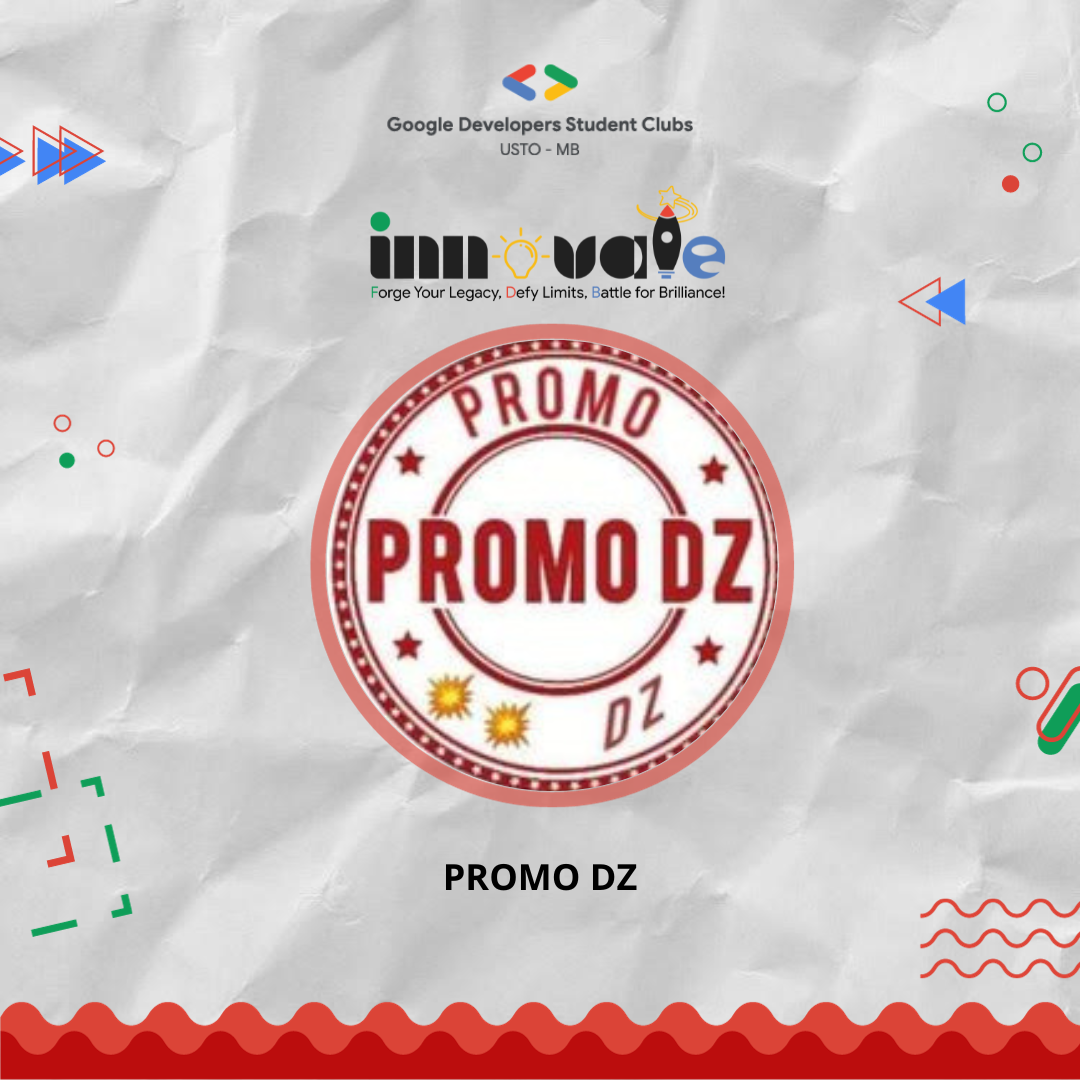 Google Developers Student Clubs
USTO - MB
innovate
Forge Your Legacy, Defy Limits, Battle for Brilliance!
PROMO
PROMO DZ
DZ
PROMO DZ